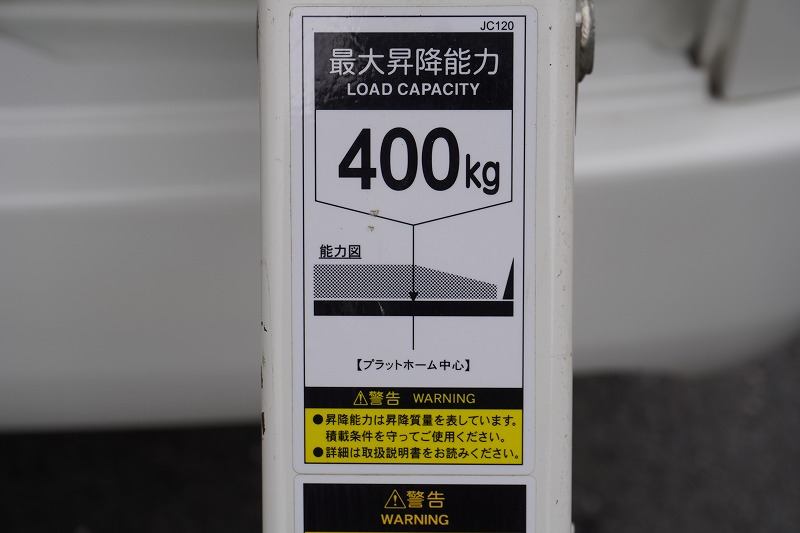 JC120
最大昇降能力
LOAD CAPACITY
400kg
能力図
【プラットホーム中心】
⚠警告 WARNING
●昇降能力は昇降質量を表しています。
積載条件を守ってご使用ください。
●詳細は取扱説明書をお読みください。
⚠警告
WARNING